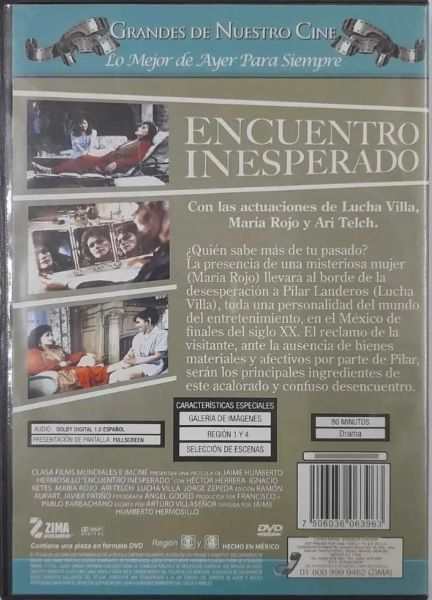 GRANDES DE NUESTRO CINE
Lo Mejor de Ayer Para Siempre
ENCUENTRO
INESPERADO
Con las actuaciones de Lucha Villa,
María Rojo y Ari Telch.
¿Quién sabe más de tu pasado?
La presencia de una misteriosa mujer
(María Rojo) llevará al borde de la
desesperación a Pilar Landeros (Lucha
Villa), toda una personalidad del mundo
del entretenimiento, en el México de
finales del siglo XX. El reclamo de la
visitante, ante la ausencia de bienes
materiales y afectivos por parte de Pilar,
serán los principales ingredientes de
este acalorado y confuso desencuentro.
CARACTERÍSTICAS ESPECIALES
GALERÍA DE IMÁGENES
REGIÓN 1 Y 4
SELECCIÓN DE ESCENAS
AUDIO: DOLBY DIGITAL 1.0 ESPAÑOL
PRESENTACIÓN DE PANTALLA: FULLSCREEN
80 MINUTOS
Drama
CLASA FILMS MUNDIALES E IMCINE PRESENTAN UNA PELÍCULA DE JAIME HUMBERTO
HERMOSILLO "ENCUENTRO INESPERADO" CON HÉCTOR HERRERA IGNACIO
RETES MARÍA ROJO ARI TELCH LUCHA VILLA JORGE ZEPEDA EDICIÓN RAMÓN
AUPART, JAVIER PATIÑO FOTOGRAFÍA ÁNGEL GODED PRODUCIDA POR FRANCISCO Y
PABLO BARBACHANO ESCRITA POR ARTURO VILLASEÑOR DIRIGIDA POR JAIME
HUMBERTO HERMOSILLO
ZIMA
ENTERTAINMENT
DVD
Contiene una pieza en formato DVD
Región 1 4
HECHO EN MÉXICO
7 506036 063963
01 800 999 9462 (ZIMA)